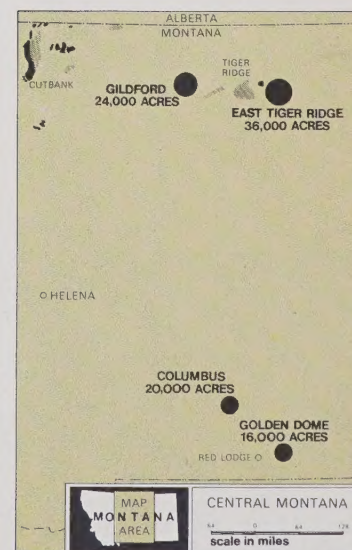 ALBERTA
MONTANA
CUTBANK
TIGER
RIDGE
GILDFORD
24,000 ACRES
EAST TIGER RIDGE
36,000 ACRES
HELENA
COLUMBUS
20,000 ACRES
GOLDEN DOME
16,000 ACRES
RED LODGE
MAP
MONTANA
AREA
CENTRAL MONTANA
64 0 64 128
scale in miles